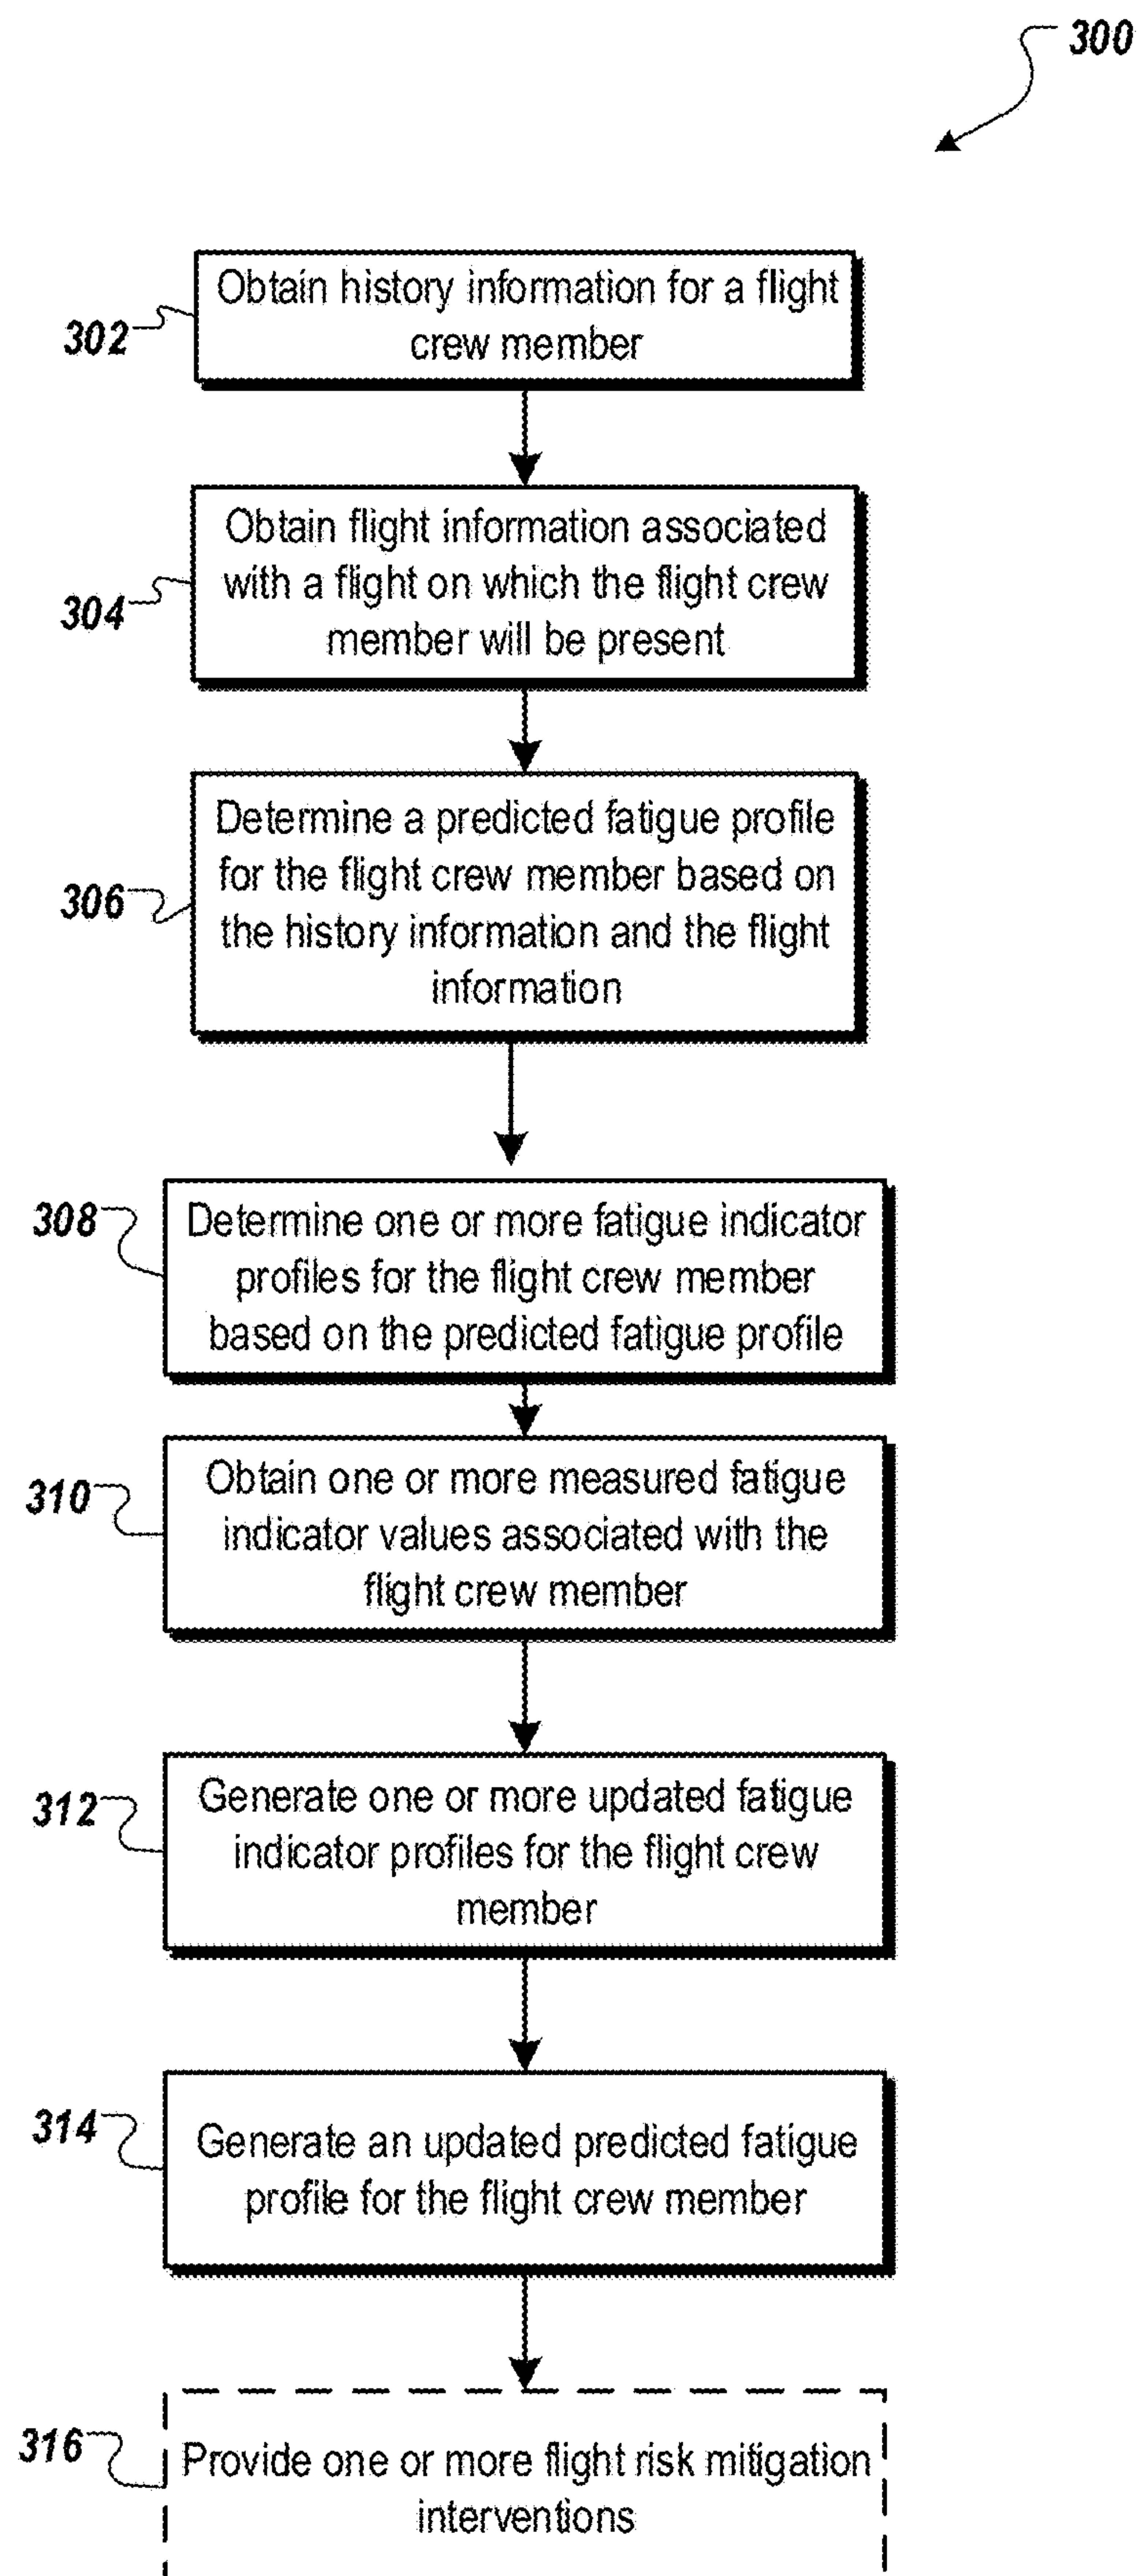 300
302
Obtain history information for a flight
crew member
304
Obtain flight information associated
with a flight on which the flight crew
member will be present
306
Determine a predicted fatigue profile
for the flight crew member based on
the history information and the flight
information
308
Determine one or more fatigue indicator
profiles for the flight crew member
based on the predicted fatigue profile
310
Obtain one or more measured fatigue
indicator values associated with the
flight crew member
312
Generate one or more updated fatigue
indicator profiles for the flight crew
member
314
Generate an updated predicted fatigue
profile for the flight crew member
316
Provide one or more flight risk mitigation
interventions